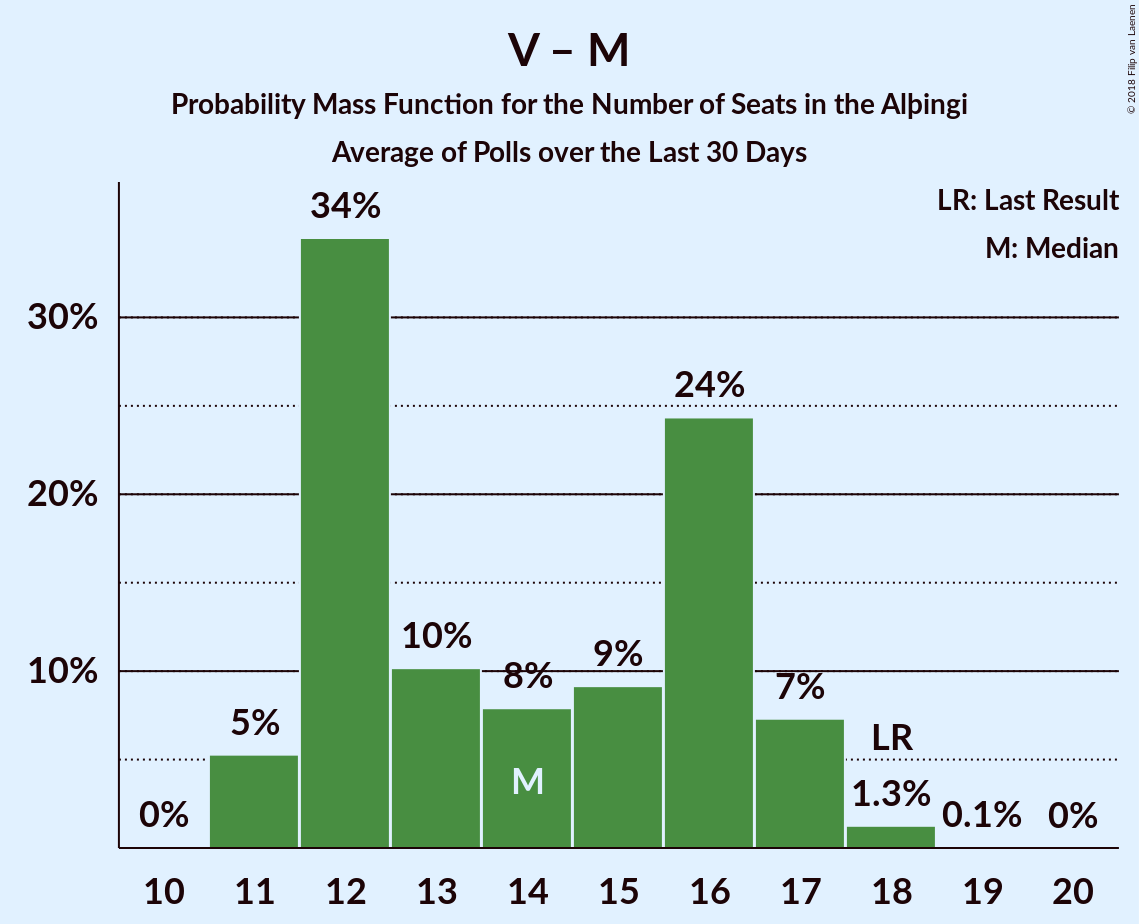 V – M
Probability Mass Function for the Number of Seats in the Alþingi
Average of Polls over the Last 30 Days
© 2018 Filip van Laenen
LR: Last Result
M: Median
30%
20%
10%
0%
5%
34%
10%
8%
9%
24%
7%
1.3%
0.1%
0%
LR
M
10 11 12 13 14 15 16 17 18 19 20